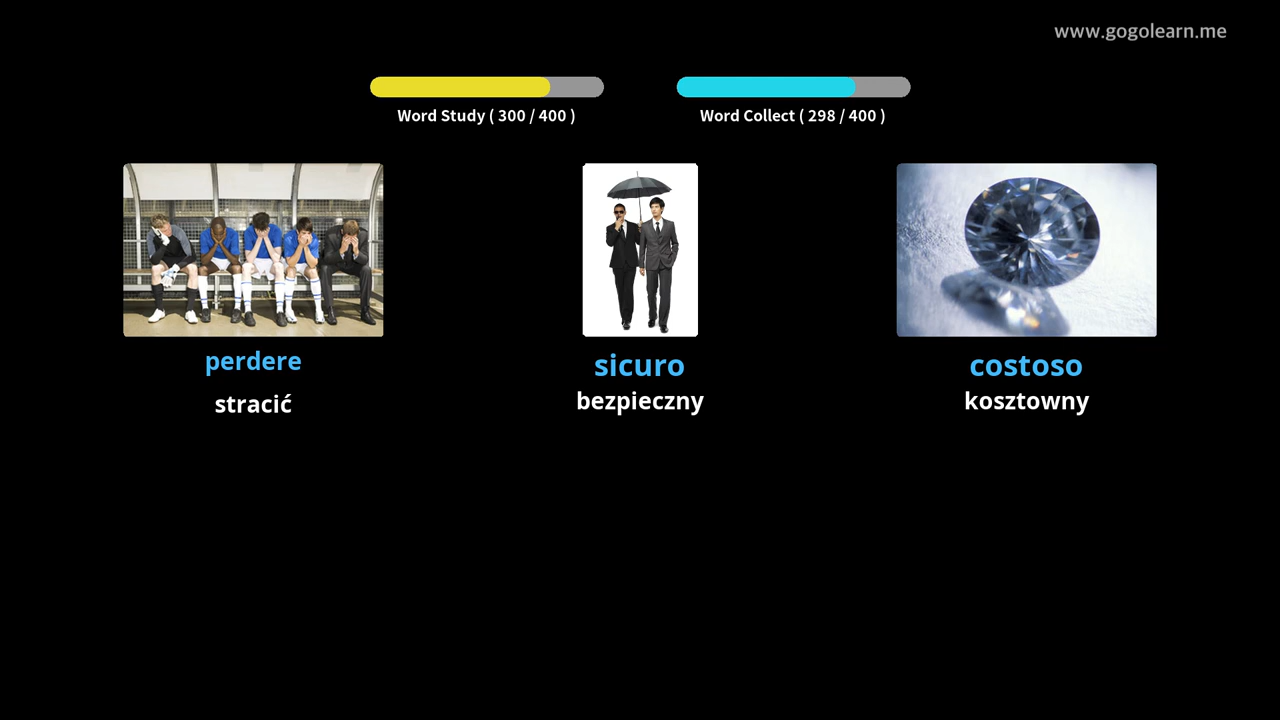 www.gogolearn.me
Word Study ( 300 / 400 )
Word Collect ( 298 / 400 )
perdere
stracić
sicuro
bezpieczny
costoso
kosztowny